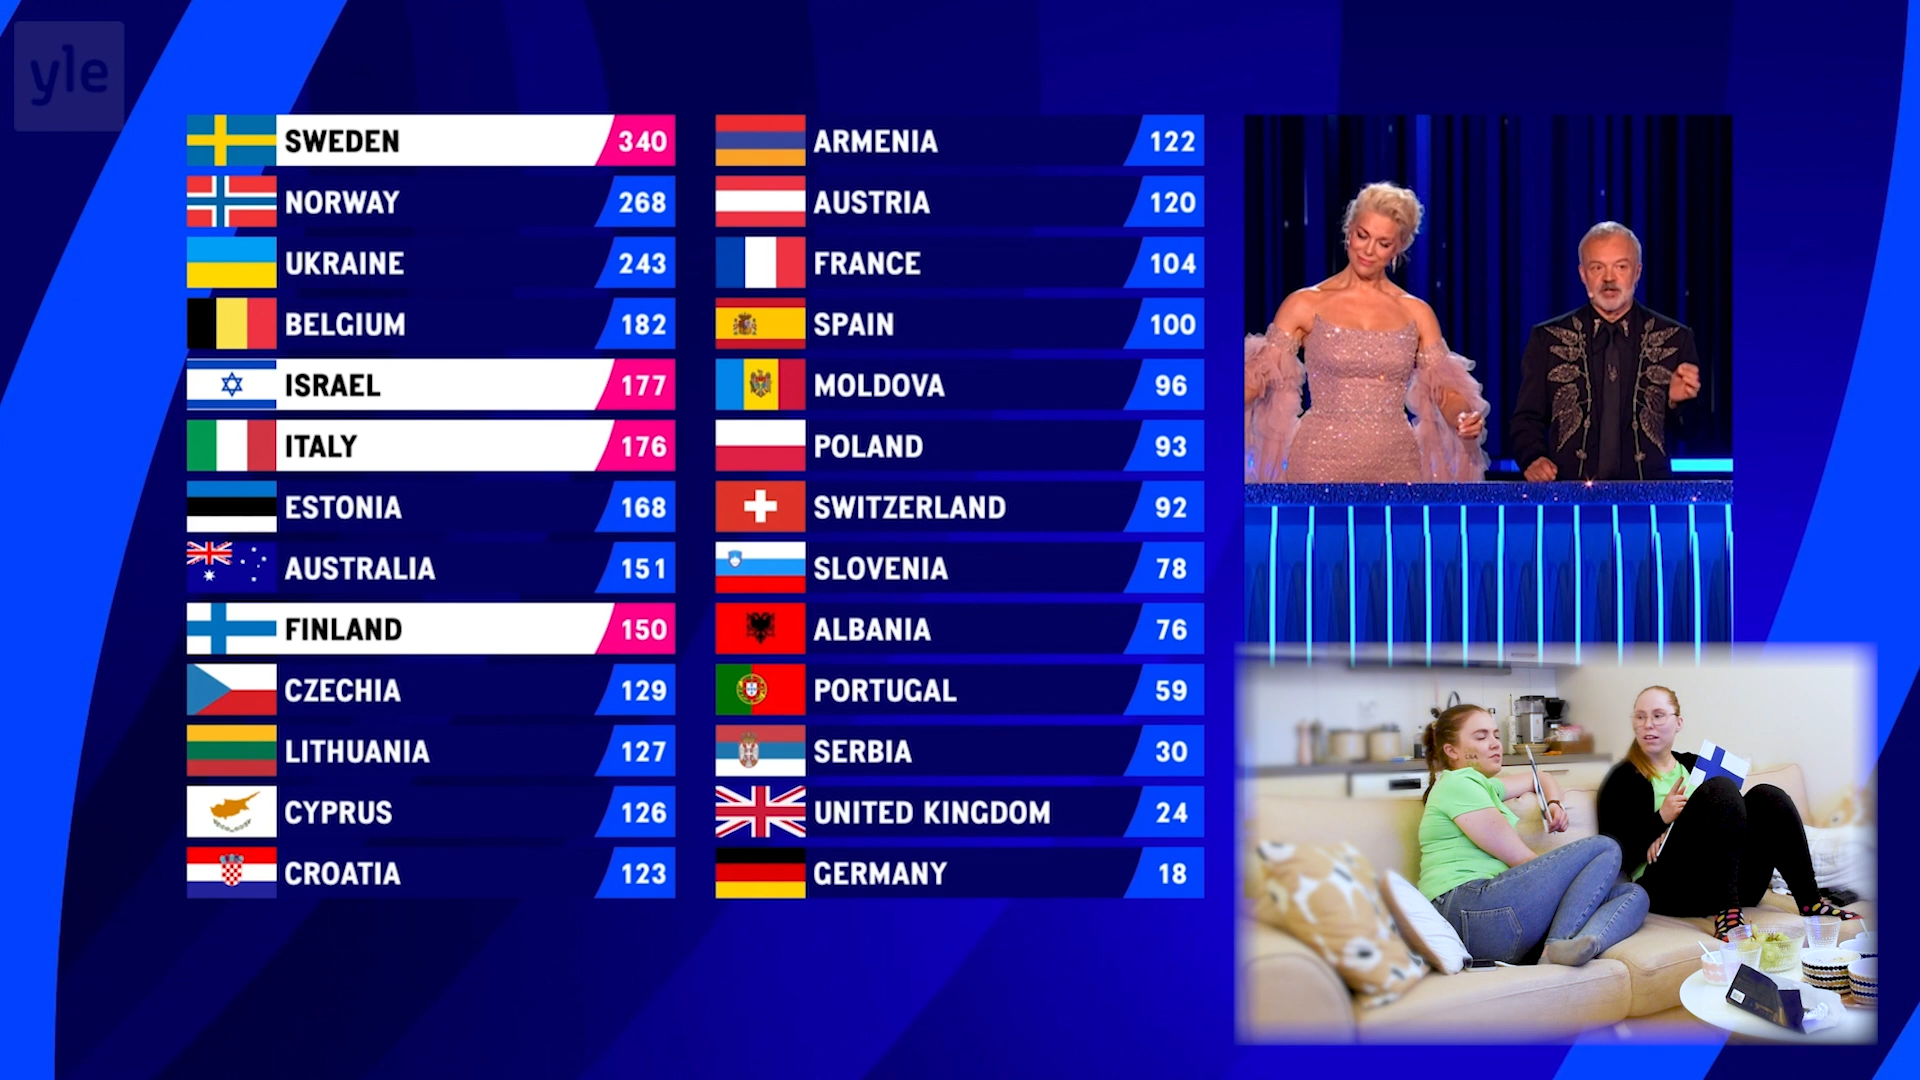 yle
SWEDEN 340
NORWAY 268
UKRAINE 243
BELGIUM 182
ISRAEL 177
ITALY 176
ESTONIA 168
AUSTRALIA 151
FINLAND 150
CZECHIA 129
LITHUANIA 127
CYPRUS 126
CROATIA 123
ARMENIA 122
AUSTRIA 120
FRANCE 104
SPAIN 100
MOLDOVA 96
POLAND 93
SWITZERLAND 92
SLOVENIA 78
ALBANIA 76
PORTUGAL 59
SERBIA 30
UNITED KINGDOM 24
GERMANY 18